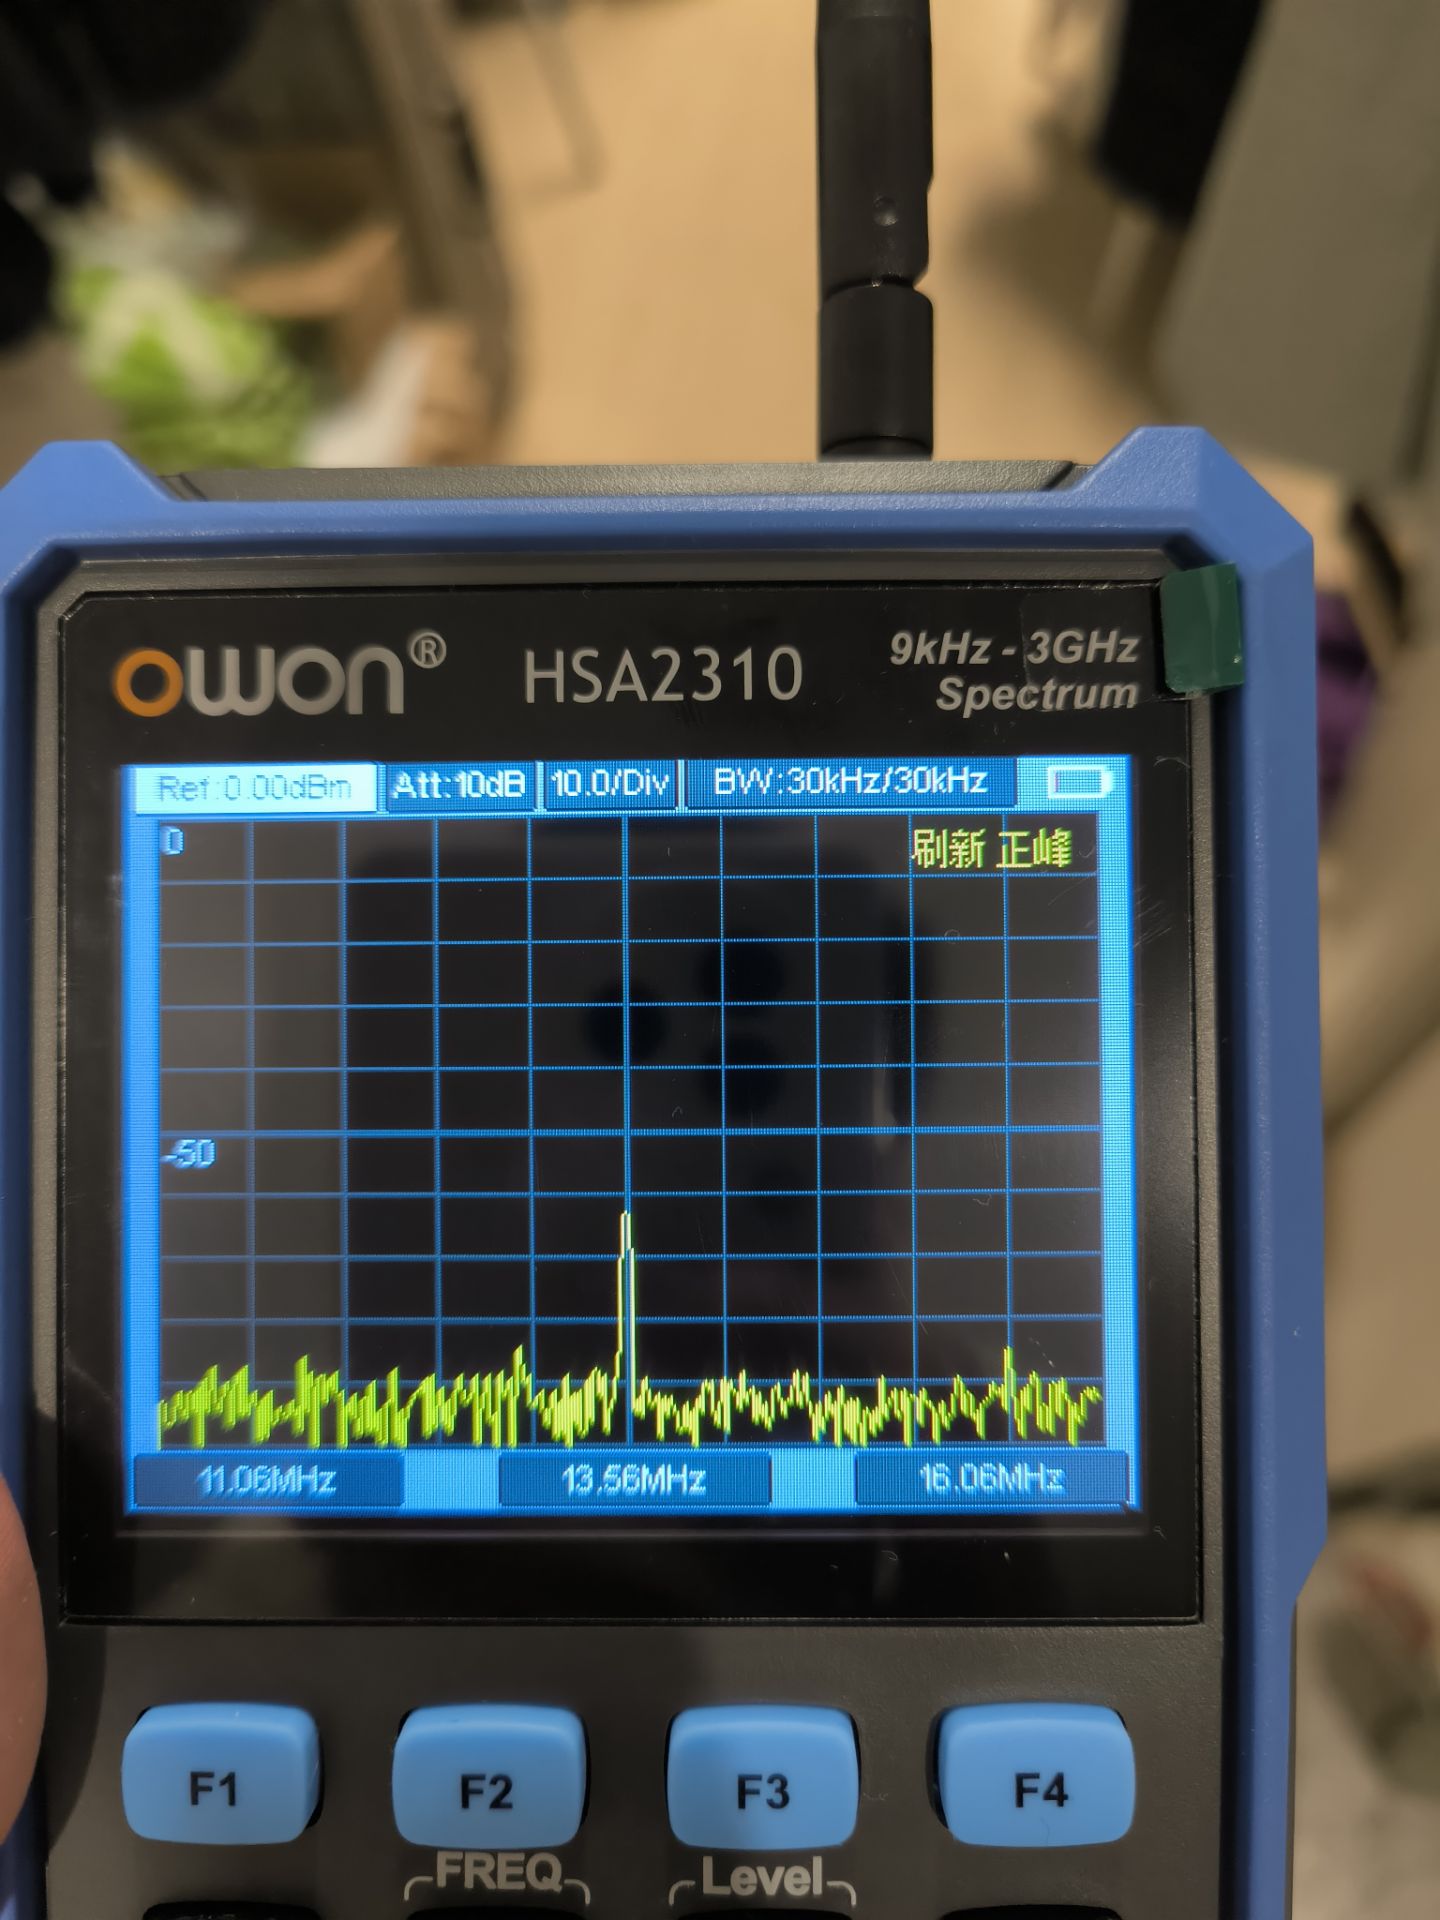 owon® HSA2310 9kHz - 3GHz
Spectrum
Ref:0.00dBm Att:10dB 10.0/Div BW:30kHz/30kHz
0
刷新 正峰
-50
11.06MHz 13.56MHz 16.06MHz
F1 F2 F3 F4
FREQ Level